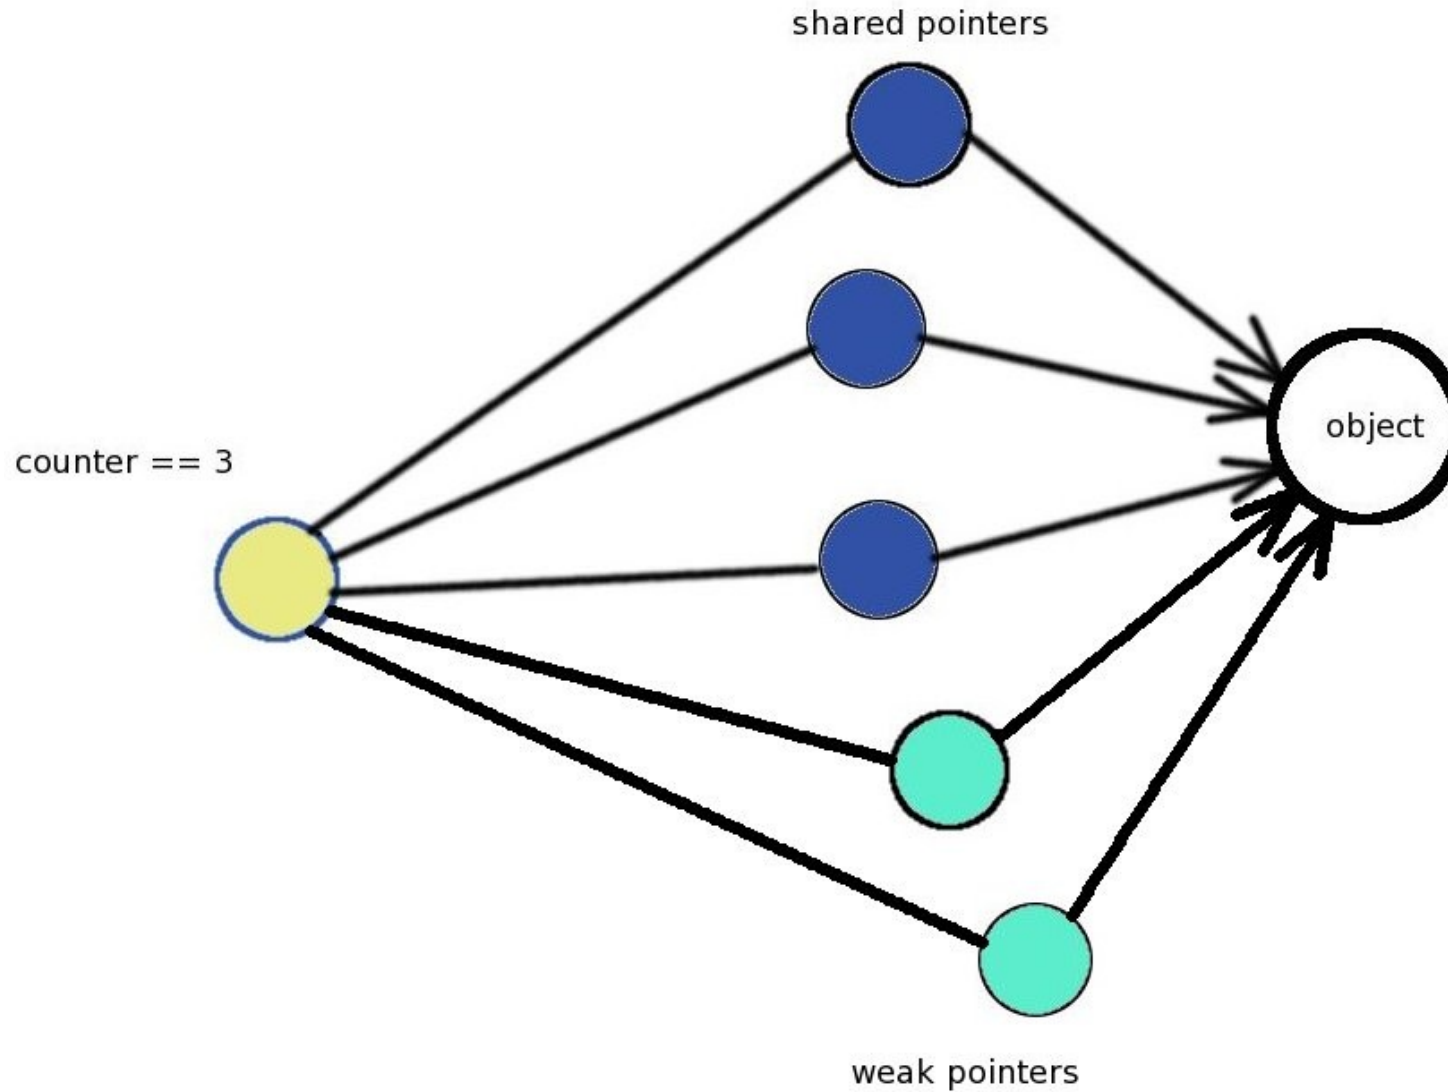 shared pointers
object
counter == 3
weak pointers